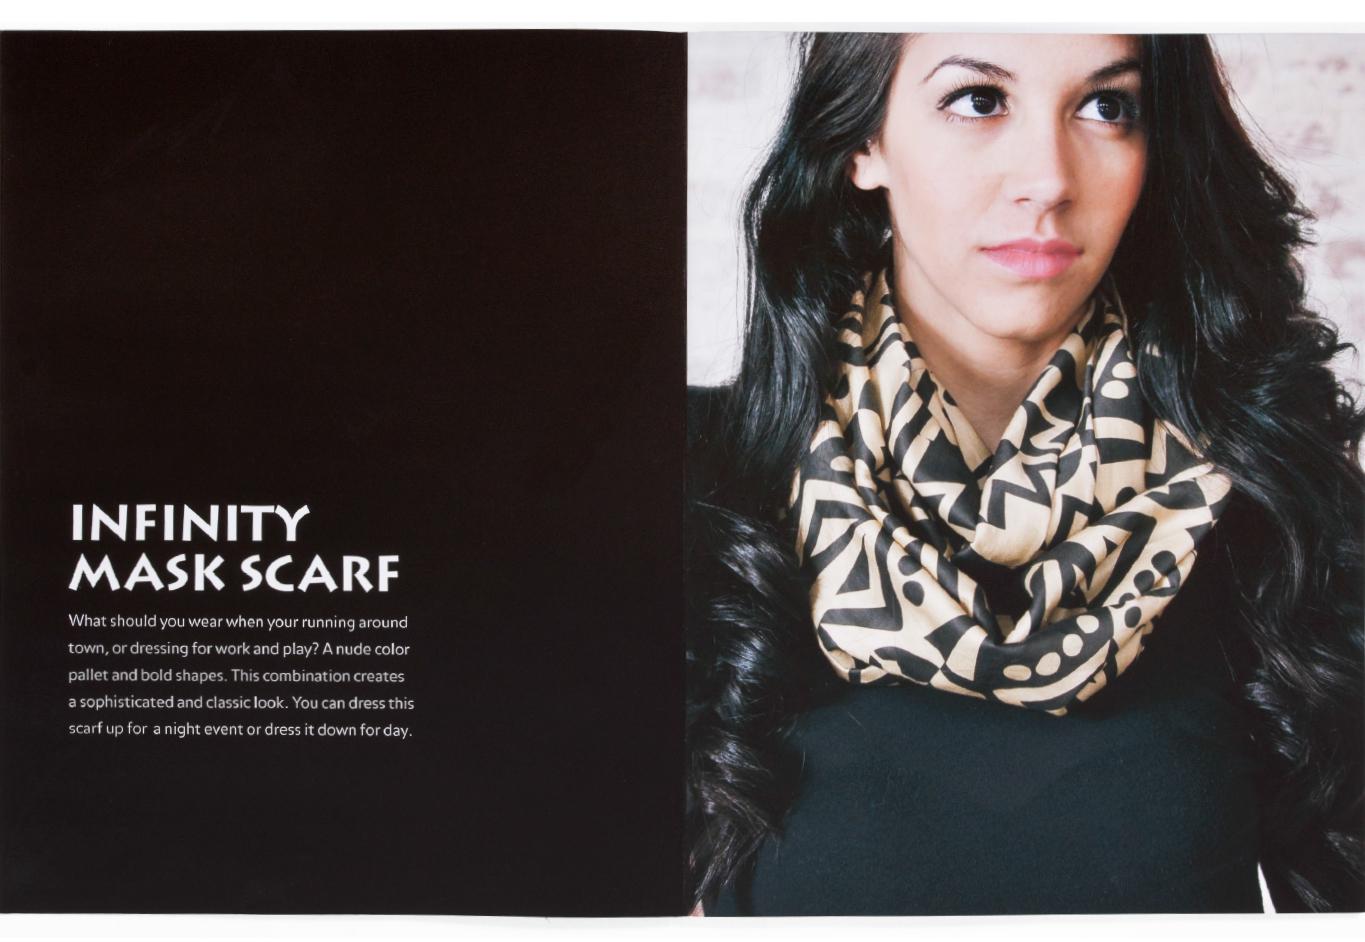 INFINITY
MASK SCARF
What should you wear when your running around
town, or dressing for work and play? A nude color
pallet and bold shapes. This combination creates
a sophisticated and classic look. You can dress this
scarf up for a night event or dress it down for day.